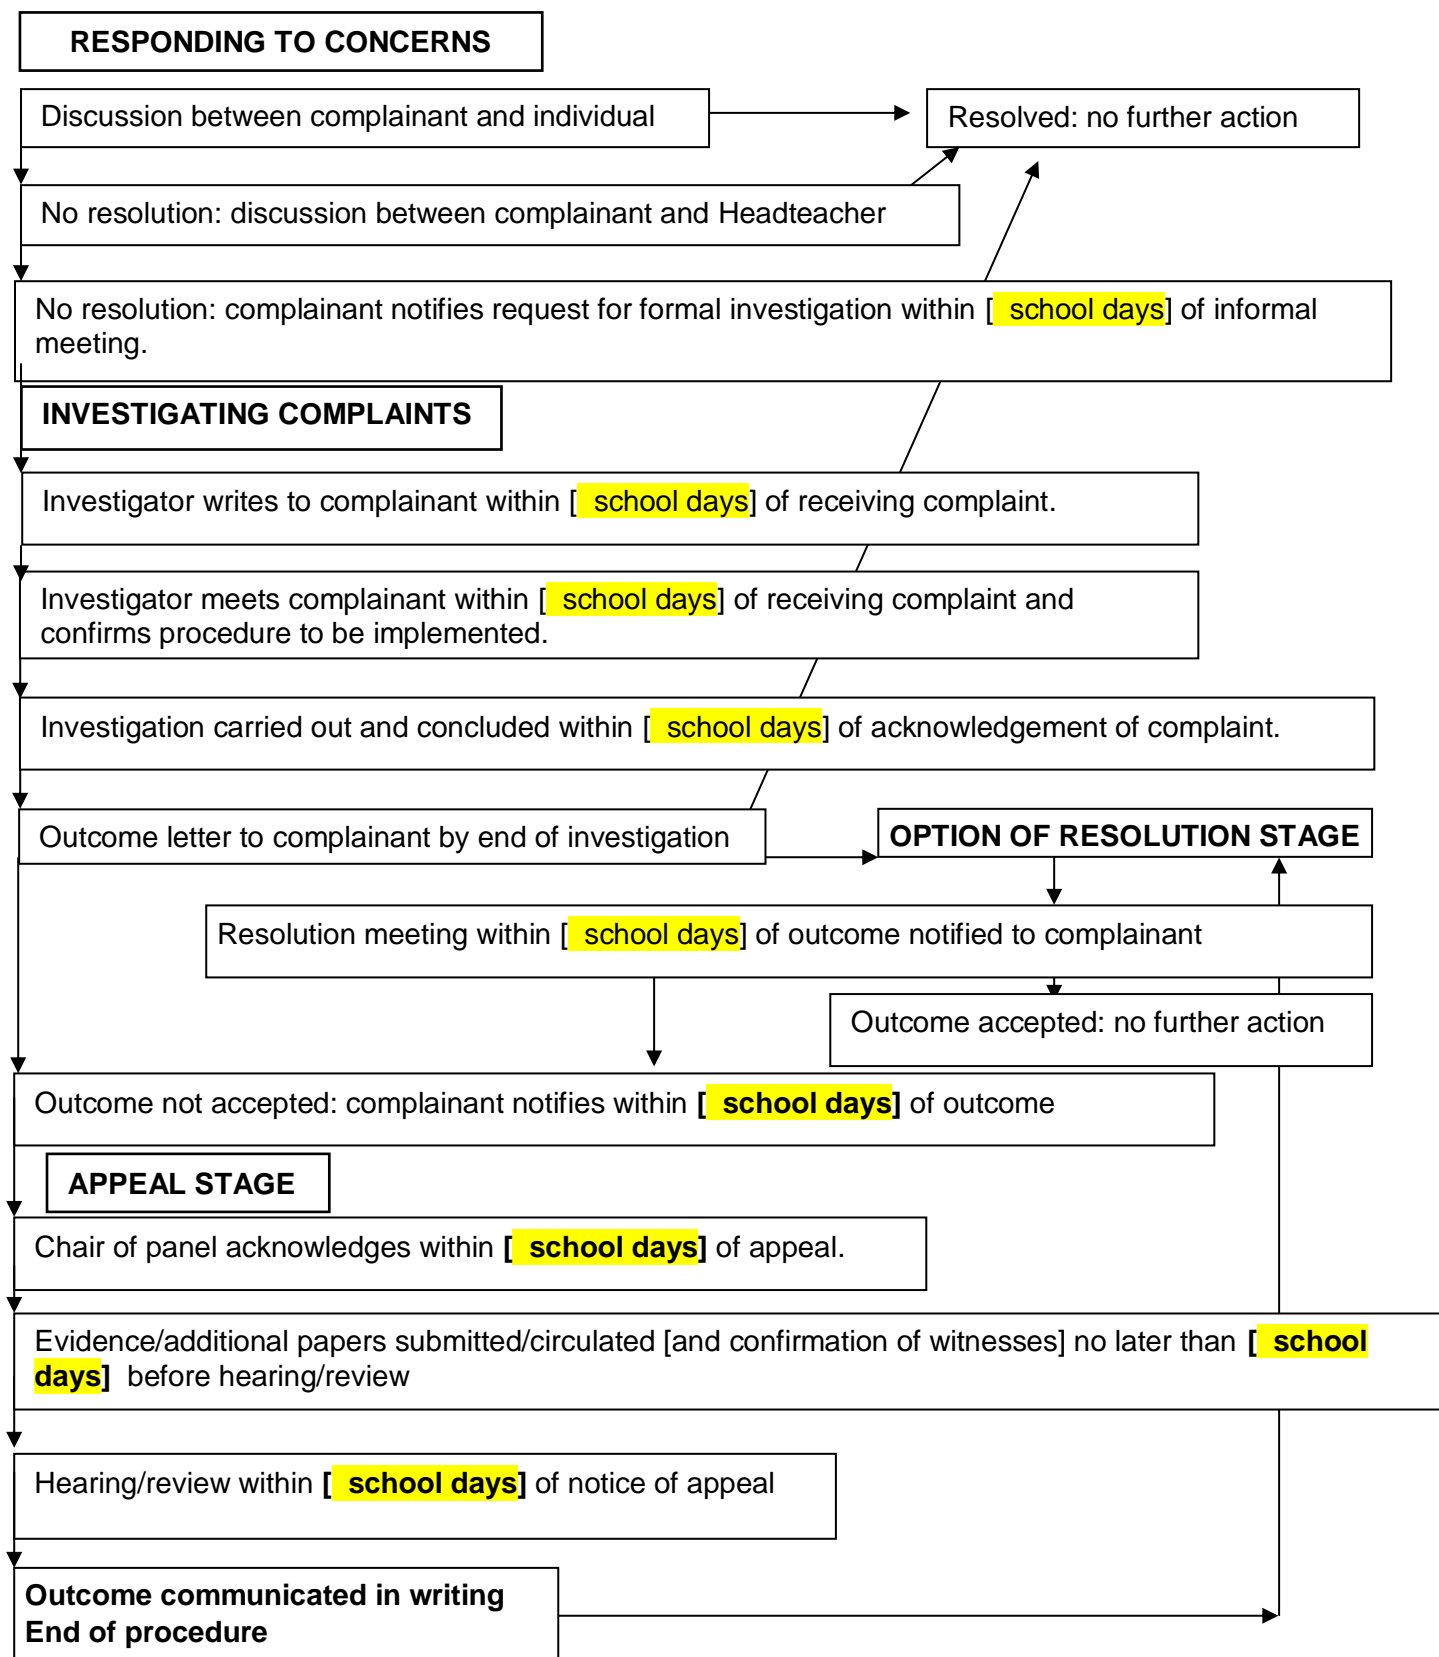 RESPONDING TO CONCERNS
Discussion between complainant and individual
Resolved: no further action
No resolution: discussion between complainant and Headteacher
No resolution: complainant notifies request for formal investigation within [ school days] of informal
meeting.
INVESTIGATING COMPLAINTS
Investigator writes to complainant within [ school days] of receiving complaint.
Investigator meets complainant within [ school days] of receiving complaint and
confirms procedure to be implemented.
Investigation carried out and concluded within [ school days] of acknowledgement of complaint.
Outcome letter to complainant by end of investigation
OPTION OF RESOLUTION STAGE
Resolution meeting within [ school days] of outcome notified to complainant
Outcome accepted: no further action
Outcome not accepted: complainant notifies within [ school days] of outcome
APPEAL STAGE
Chair of panel acknowledges within [ school days] of appeal.
Evidence/additional papers submitted/circulated [and confirmation of witnesses] no later than [ school
days] before hearing/review
Hearing/review within [ school days] of notice of appeal
Outcome communicated in writing
End of procedure